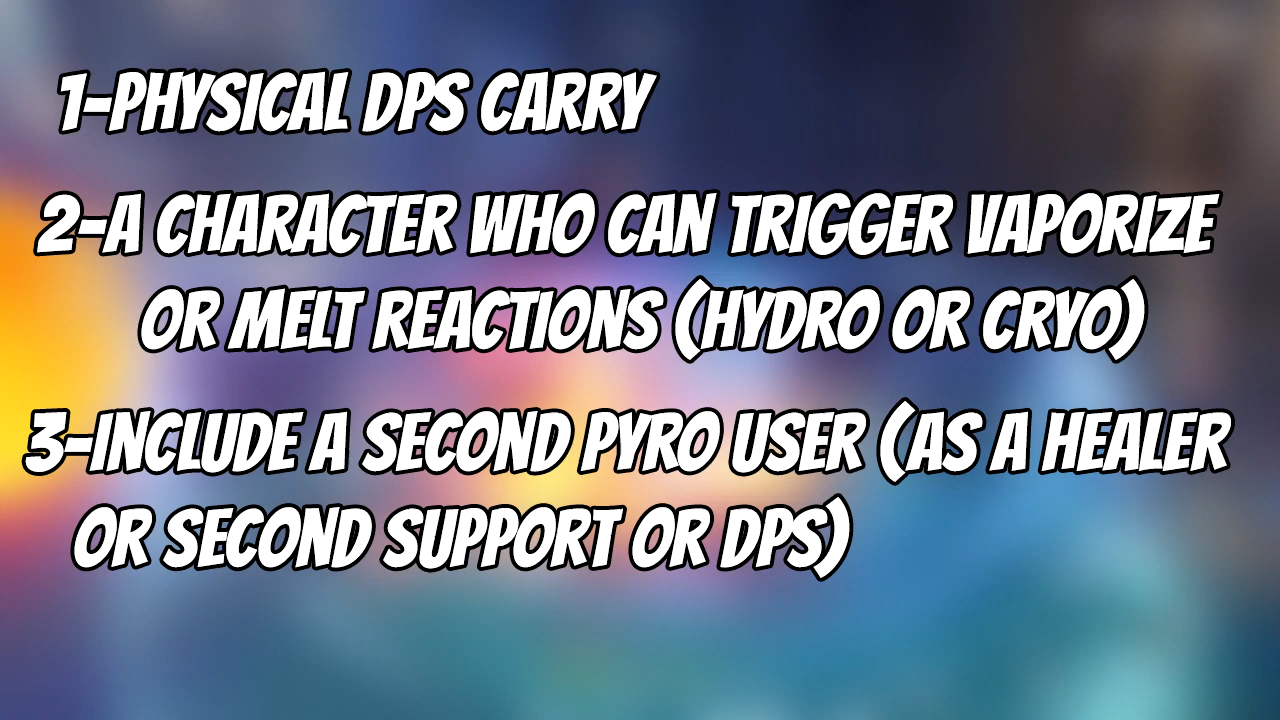 1-PHYSICAL DPS CARRY
2-A CHARACTER WHO CAN TRIGGER VAPORIZE
OR MELT REACTIONS (HYDRO OR CRYO)
3-INCLUDE A SECOND PYRO USER (AS A HEALER
OR SECOND SUPPORT OR DPS)